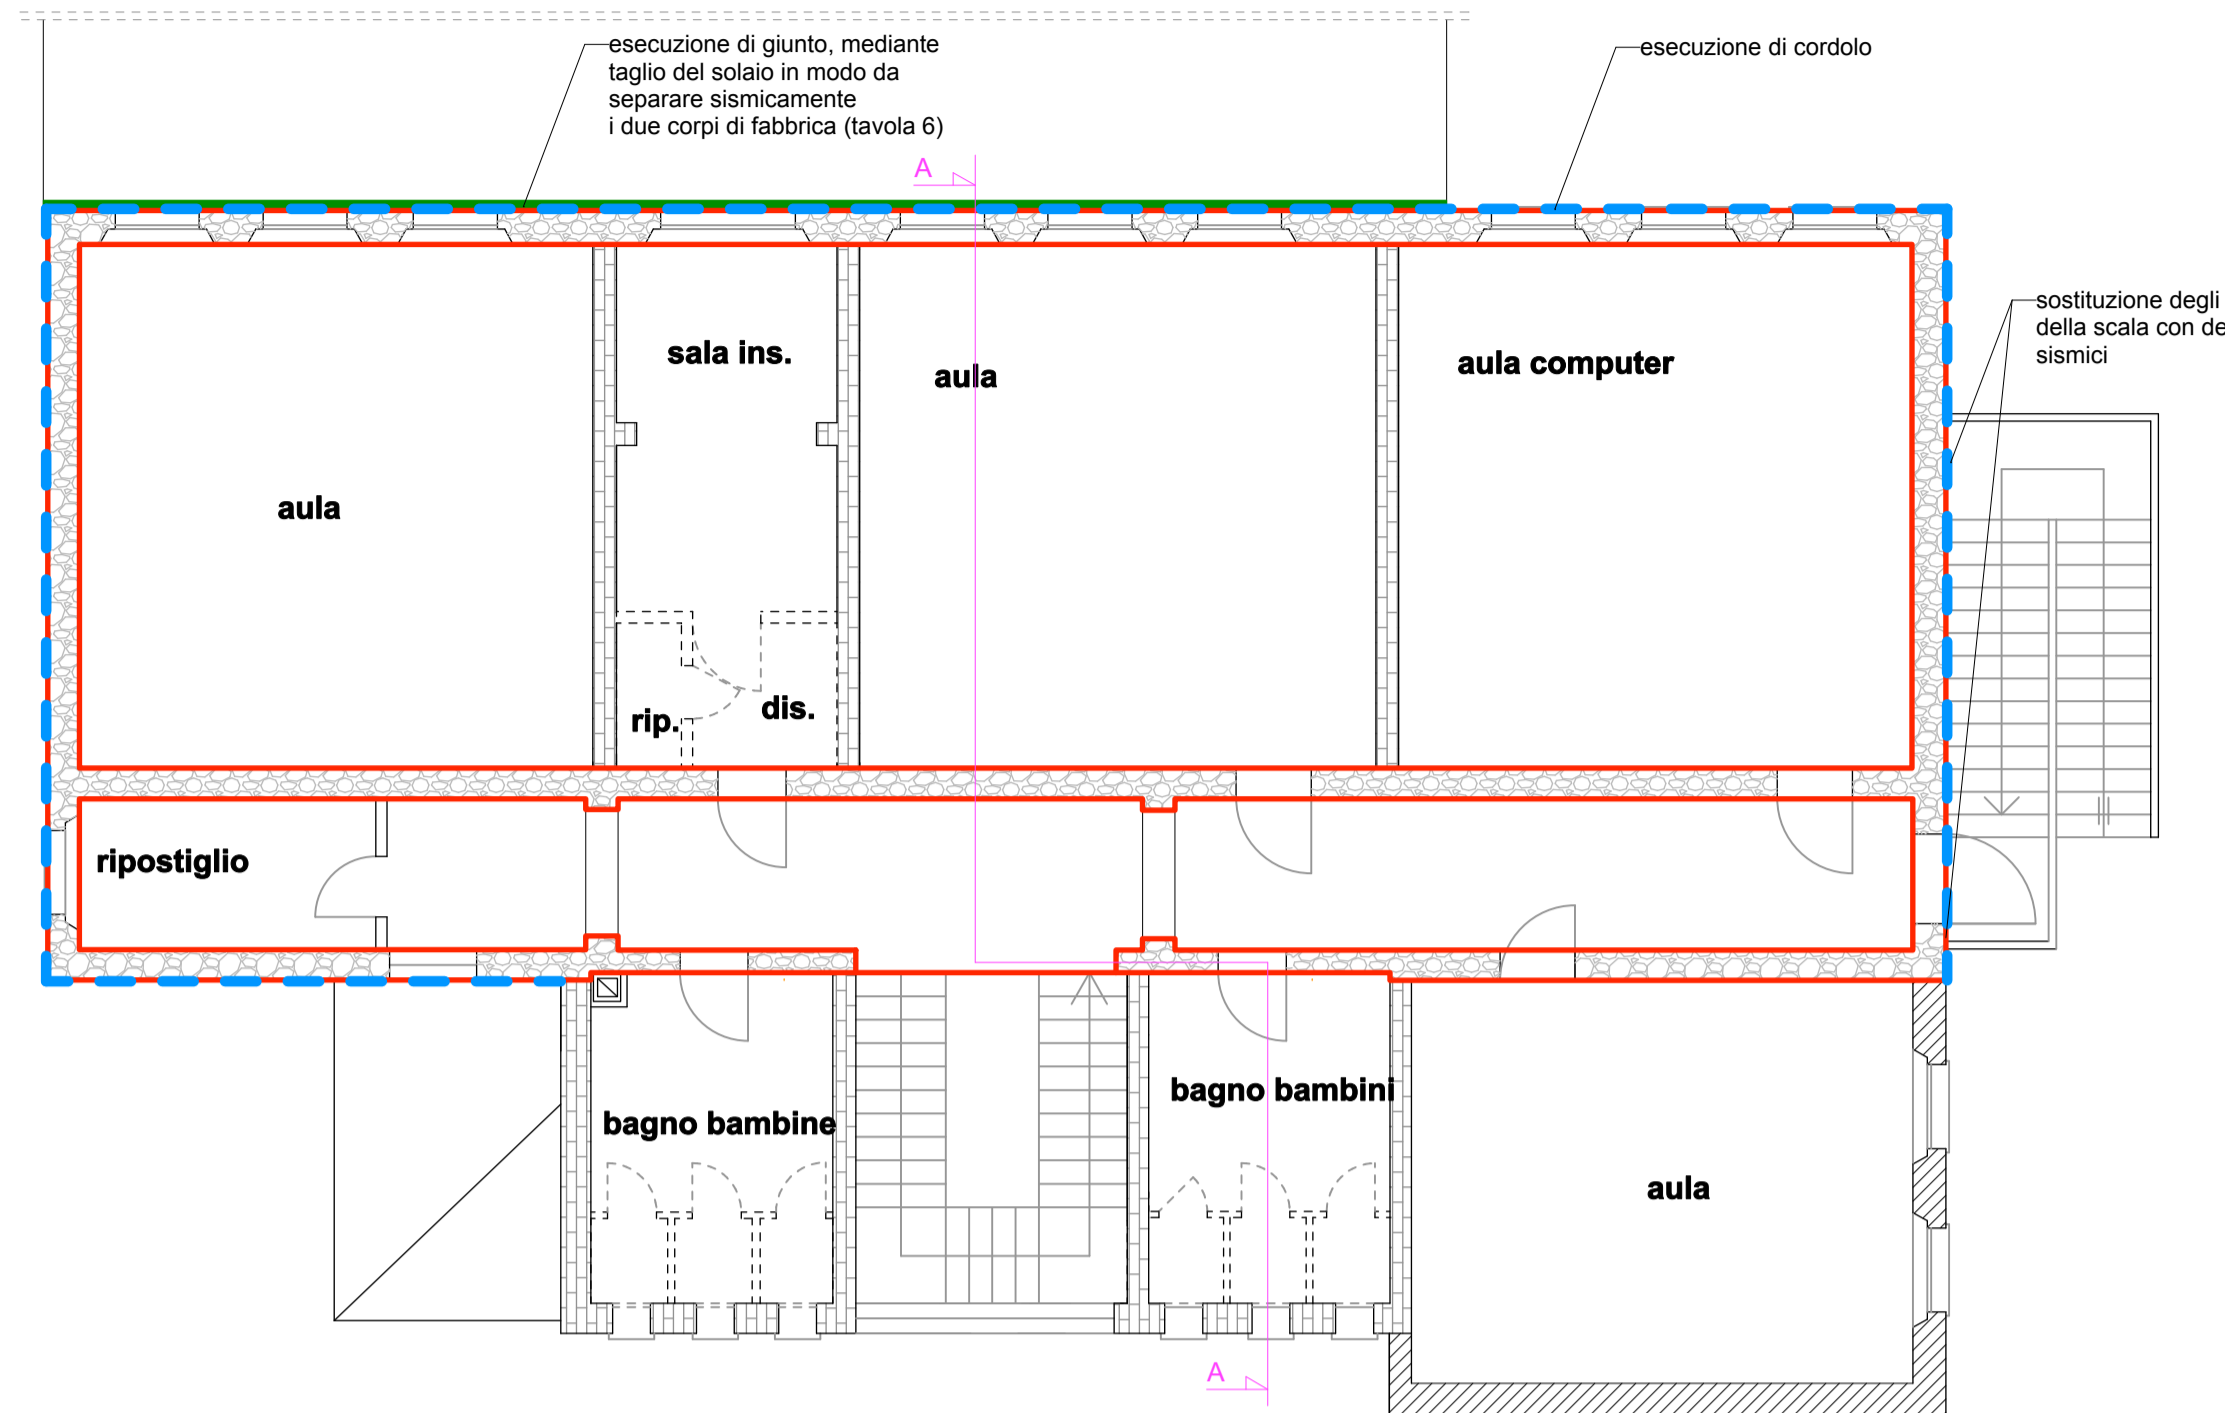 esecuzione di giunto, mediante
taglio del solaio in modo da
separare sismicamente
i due corpi di fabbrica (tavola 6)
esecuzione di cordolo
A
sostituzione degli
della scala con de
sismici
sala ins.
aula
aula computer
aula
rip.
dis.
ripostiglio
bagno bambine
bagno bambini
aula
A